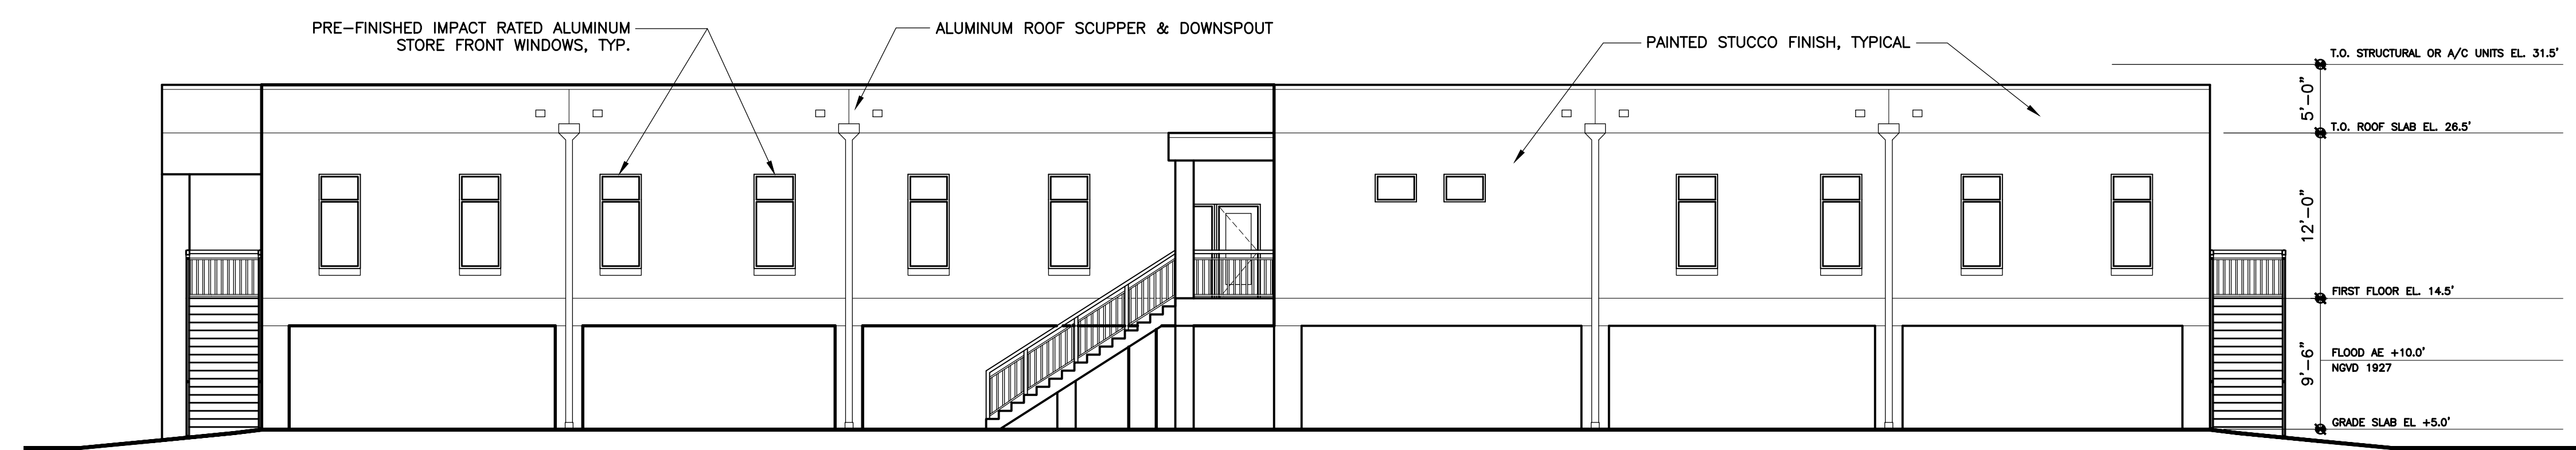 PRE-FINISHED IMPACT RATED ALUMINUM
STORE FRONT WINDOWS, TYP.
ALUMINUM ROOF SCUPPER & DOWNSPOUT
PAINTED STUCCO FINISH, TYPICAL
T.O. STRUCTURAL OR A/C UNITS EL. 31.5'
5'-0"
T.O. ROOF SLAB EL. 26.5'
12'-0"
FIRST FLOOR EL. 14.5'
9'-6"
FLOOD AE +10.0'
NGVD 1927
GRADE SLAB EL +5.0'